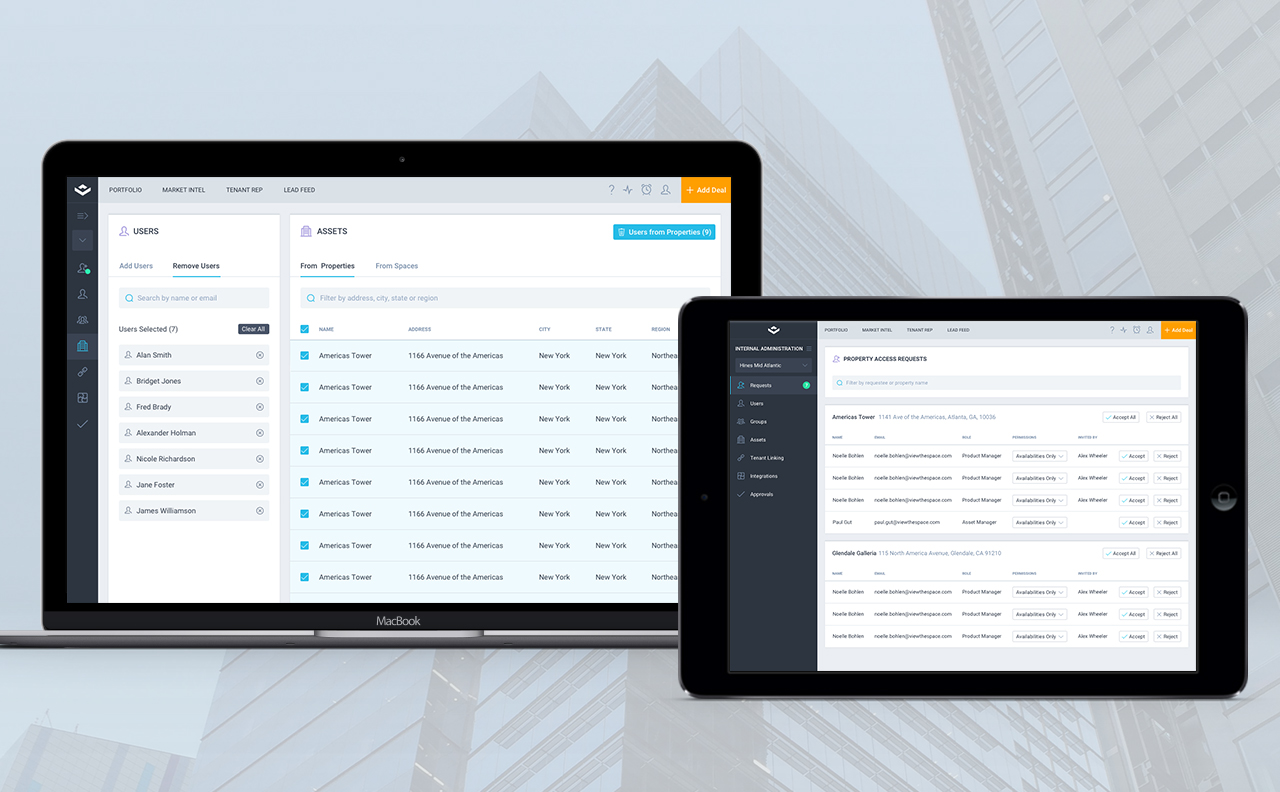 PORTFOLIO MARKET INTEL TENANT REP LEAD FEED ? + Add Deal
USERS
Add Users Remove Users
Search by name or email
Users Selected (7) Clear All
Alan Smith
Bridget Jones
Fred Brady
Alexander Holman
Nicole Richardson
Jane Foster
James Williamson
ASSETS Users from Properties (9)
From Properties From Spaces
Filter by address, city, state or region
NAME ADDRESS CITY STATE REGION
Americas Tower 1166 Avenue of the Americas New York New York Northeas
Americas Tower 1166 Avenue of the Americas New York New York Northea
Americas Tower 1166 Avenue of the Americas New York New York Northea
Americas Tower 1166 Avenue of the Americas New York New York Northea
Americas Tower 1166 Avenue of the Americas New York New York Northea
Americas Tower 1166 Avenue of the Americas New York New York Northea
Americas Tower 1166 Avenue of the Americas New York New York Northea
Americas Tower 1166 Avenue of the Americas New York New York Northea
MacBook
INTERNAL ADMINISTRATION
Hines Mid Atlantic
Requests
Users
Groups
Assets
Tenant Linking
Integrations
Approvals
PORTFOLIO MARKET INTEL TENANT REP LEAD FEED ? + Add Deal
PROPERTY ACCESS REQUESTS
Filter by requestee or property name
Americas Tower 1141 Ave of the Americas, Atlanta, GA, 10036 Accept All Reject All
NAME EMAIL ROLE PERMISSIONS INVITED BY
Noelle Bohlen noelle.bohlen@viewthespace.com Product Manager Availabilities Only Alex Wheeler Accept Reject
Noelle Bohlen noelle.bohlen@viewthespace.com Product Manager Availabilities Only Alex Wheeler Accept Reject
Noelle Bohlen noelle.bohlen@viewthespace.com Product Manager Availabilities Only Alex Wheeler Accept Reject
Paul Gut paul.gut@viewthespace.com Asset Manager Availabilities Only Accept Reject
Glendale Galleria 115 North America Avenue, Glendale, CA 91210 Accept All Reject All
NAME EMAIL ROLE PERMISSIONS INVITED BY
Noelle Bohlen noelle.bohlen@viewthespace.com Product Manager Availabilities Only Alex Wheeler Accept Reject
Noelle Bohlen noelle.bohlen@viewthespace.com Product Manager Availabilities Only Alex Wheeler Accept Reject
Noelle Bohlen noelle.bohlen@viewthespace.com Product Manager Availabilities Only Alex Wheeler Accept Reject